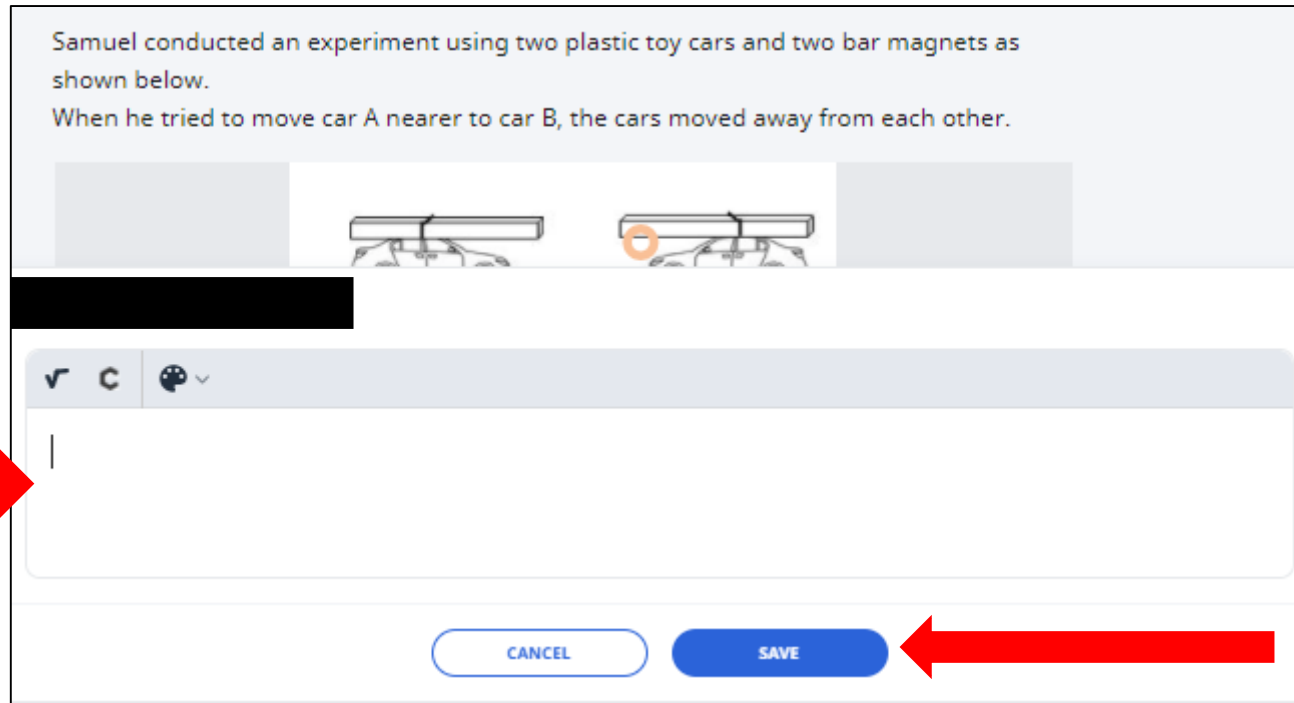 Samuel conducted an experiment using two plastic toy cars and two bar magnets as
shown below.
When he tried to move car A nearer to car B, the cars moved away from each other.
CANCEL
SAVE